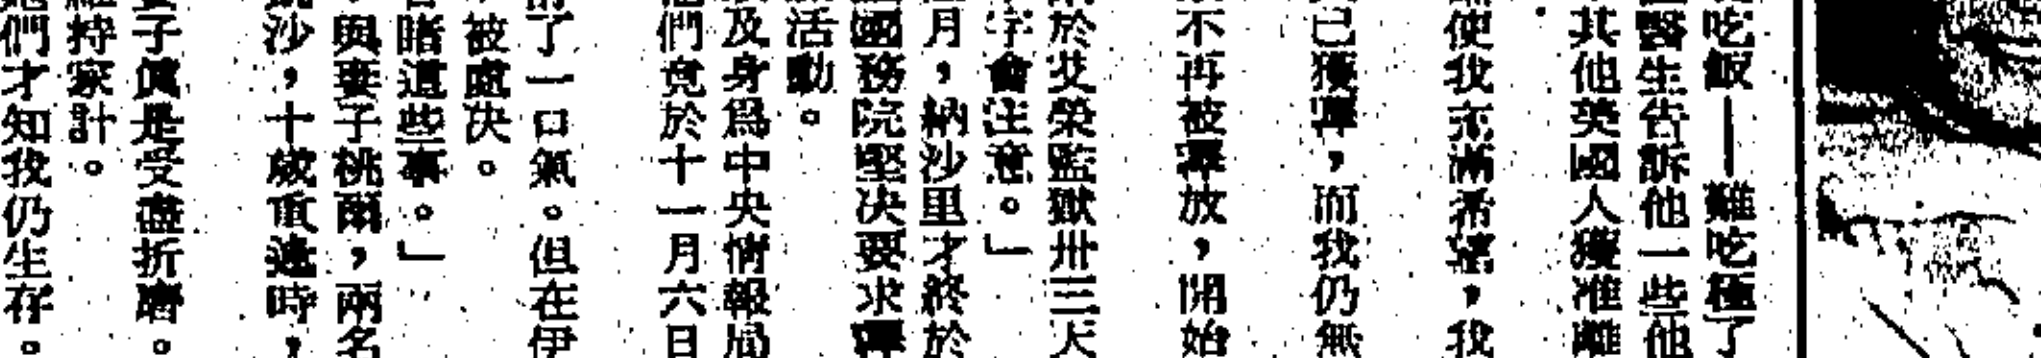 吃飯——難吃極了
醫生告訴他一些他
其他美國人獲准離
使我充滿希望,我
已獲釋,而我仍無
不再被釋放,開始
於艾榮監獄卅三天
字會注意。」
月,納沙里才終於
國務院堅決要求釋
活動。
及身為中央情報局
們竟於十一月六日
了一口氣。但在伊
被處決。
睹這些事。」
與妻子桃爾,兩名
沙,十歲重逢時,
子真是受盡折磨。
維持家計。
她們才知我仍生存。